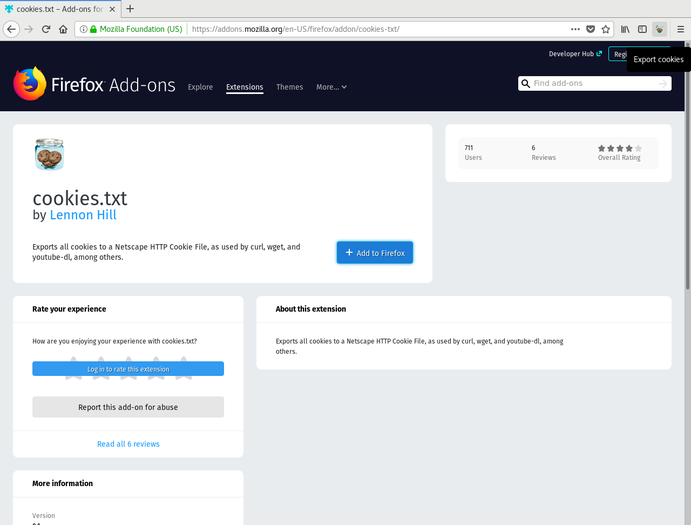 cookies.txt – Add-ons for
Mozilla Foundation (US)
https://addons.mozilla.org/en-US/firefox/addon/cookies-txt/
Export cookies
Developer Hub
Firefox Add-ons
Explore
Extensions
Themes
More...
Find add-ons
cookies.txt
by Lennon Hill
Exports all cookies to a Netscape HTTP Cookie File, as used by curl, wget, and
youtube-dl, among others.
+ Add to Firefox
711
Users
6
Reviews
Overall Rating
Rate your experience
How are you enjoying your experience with cookies.txt?
Log in to rate this extension
Report this add-on for abuse
Read all 6 reviews
About this extension
Exports all cookies to a Netscape HTTP Cookie File, as used by curl, wget, and youtube-dl, among
others.
More information
Version